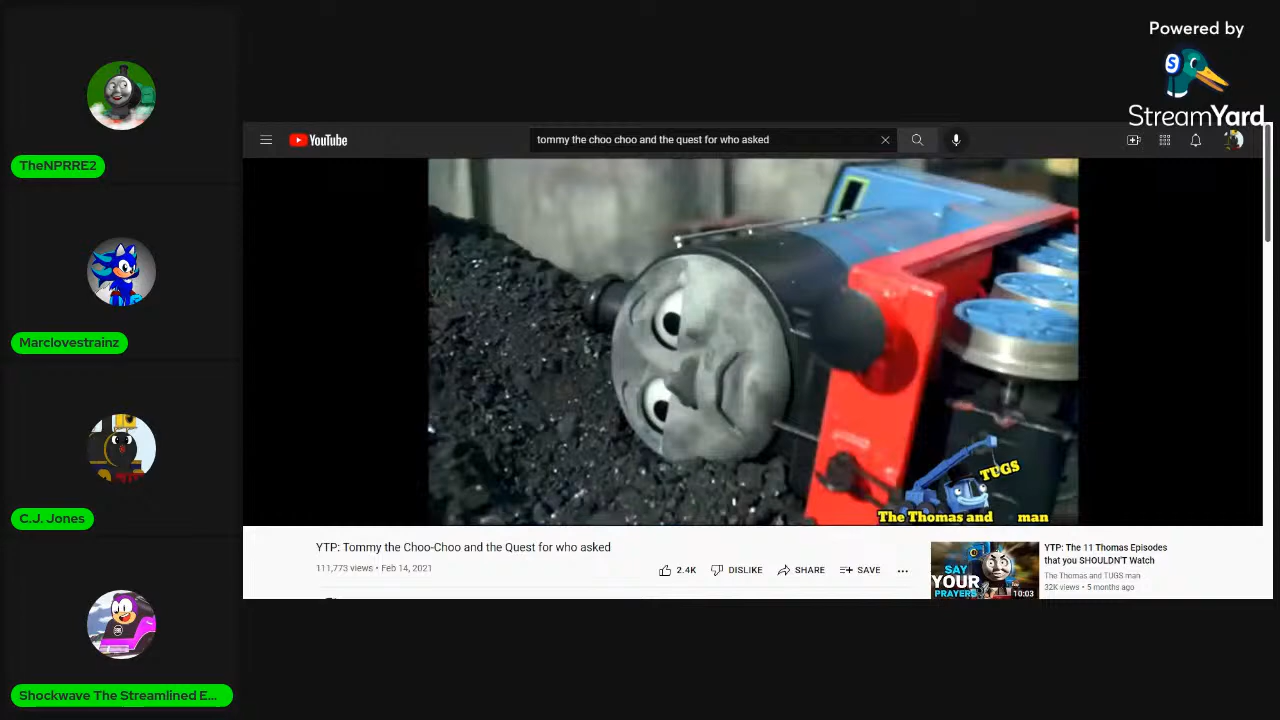 Powered by
S
StreamYard
TheNPRRE2
Marclovestrainz
C.J. Jones
Shockwave The Streamlined E...
YouTube
tommy the choo choo and the quest for who asked
TUGS
The Thomas and man
YTP: Tommy the Choo-Choo and the Quest for who asked
111,773 views • Feb 14, 2021
2.4K
DISLIKE
SHARE
SAVE
SAY
YOUR
PRAYERS
10:03
YTP: The 11 Thomas Episodes
that you SHOULDN'T Watch
The Thomas and TUGS man
32K views • 5 months ago